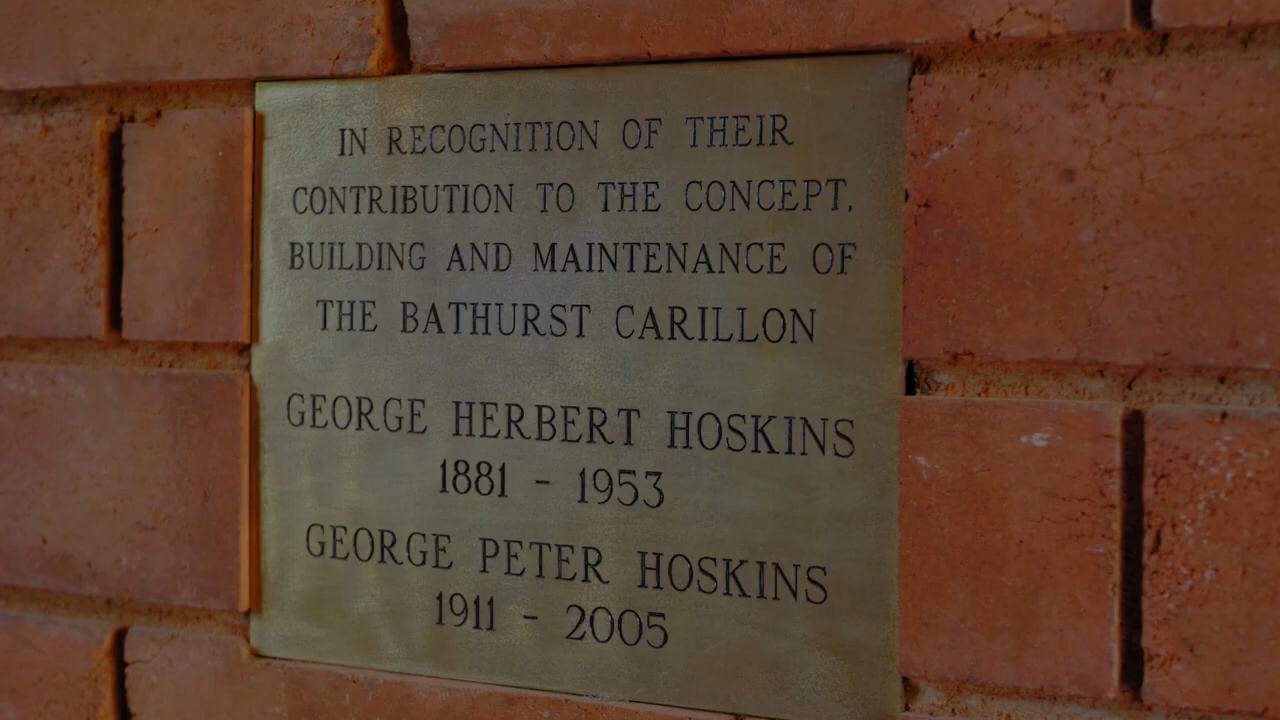 IN RECOGNITION OF THEIR
CONTRIBUTION TO THE CONCEPT,
BUILDING AND MAINTENANCE OF
THE BATHURST CARILLON
GEORGE HERBERT HOSKINS
1881 - 1953
GEORGE PETER HOSKINS
1911 - 2005